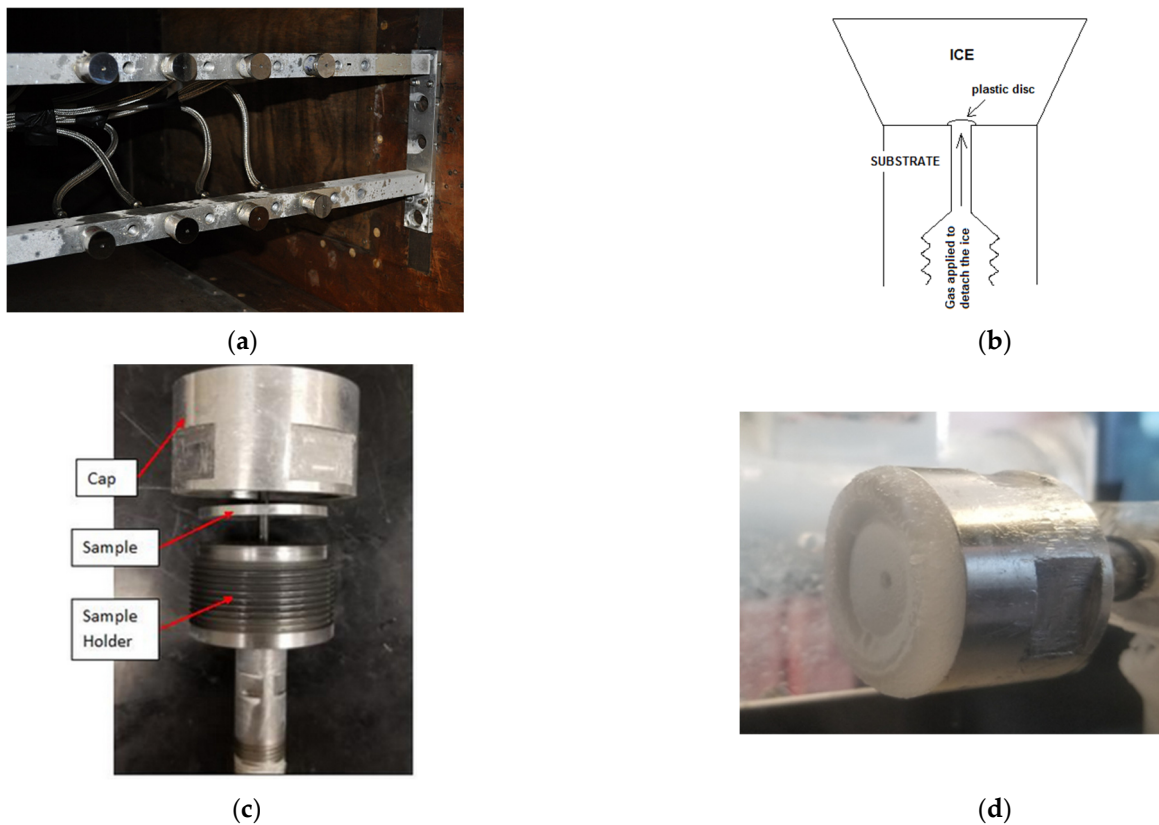 ICE
plastic disc
SUBSTRATE
Gas applied to
detach the ice
(a)
(b)
Cap
Sample
Sample
Holder
(c)
(d)